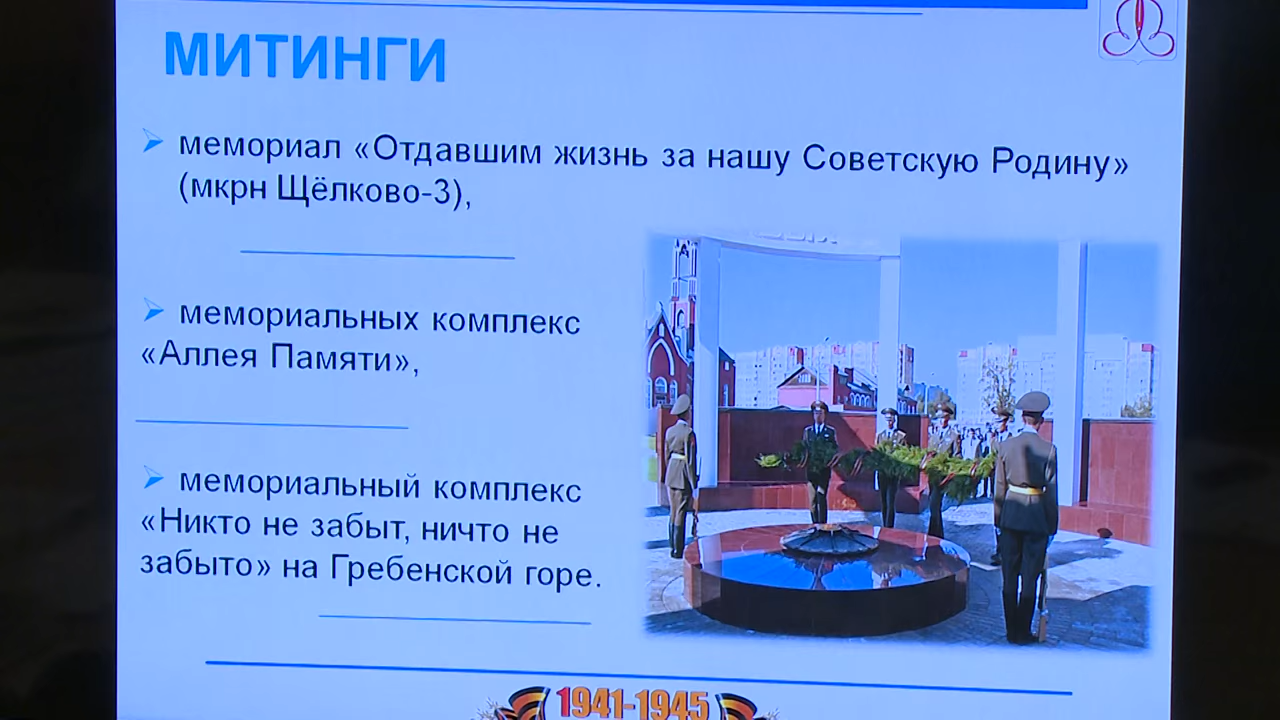 МИТИНГИ
мемориал «Отдавшим жизнь за нашу Советскую Родину»
(мкрн Щёлково-3),
мемориальных комплекс
«Аллея Памяти»,
мемориальный комплекс
«Никто не забыт, ничто не
забыто» на Гребенской горе.
1941-1945